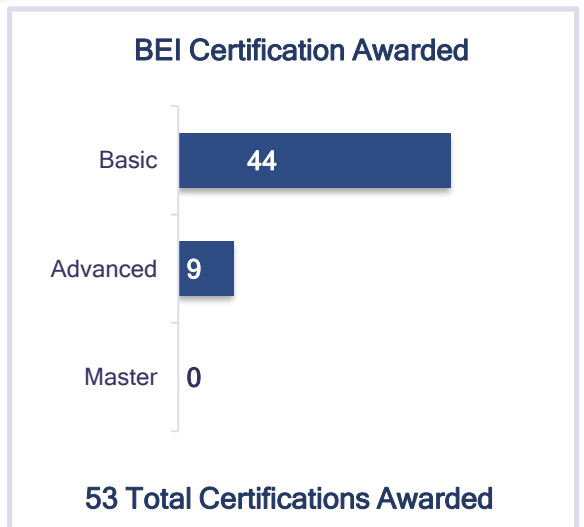 BEI Certification Awarded
Basic 44
Advanced 9
Master 0
53 Total Certifications Awarded